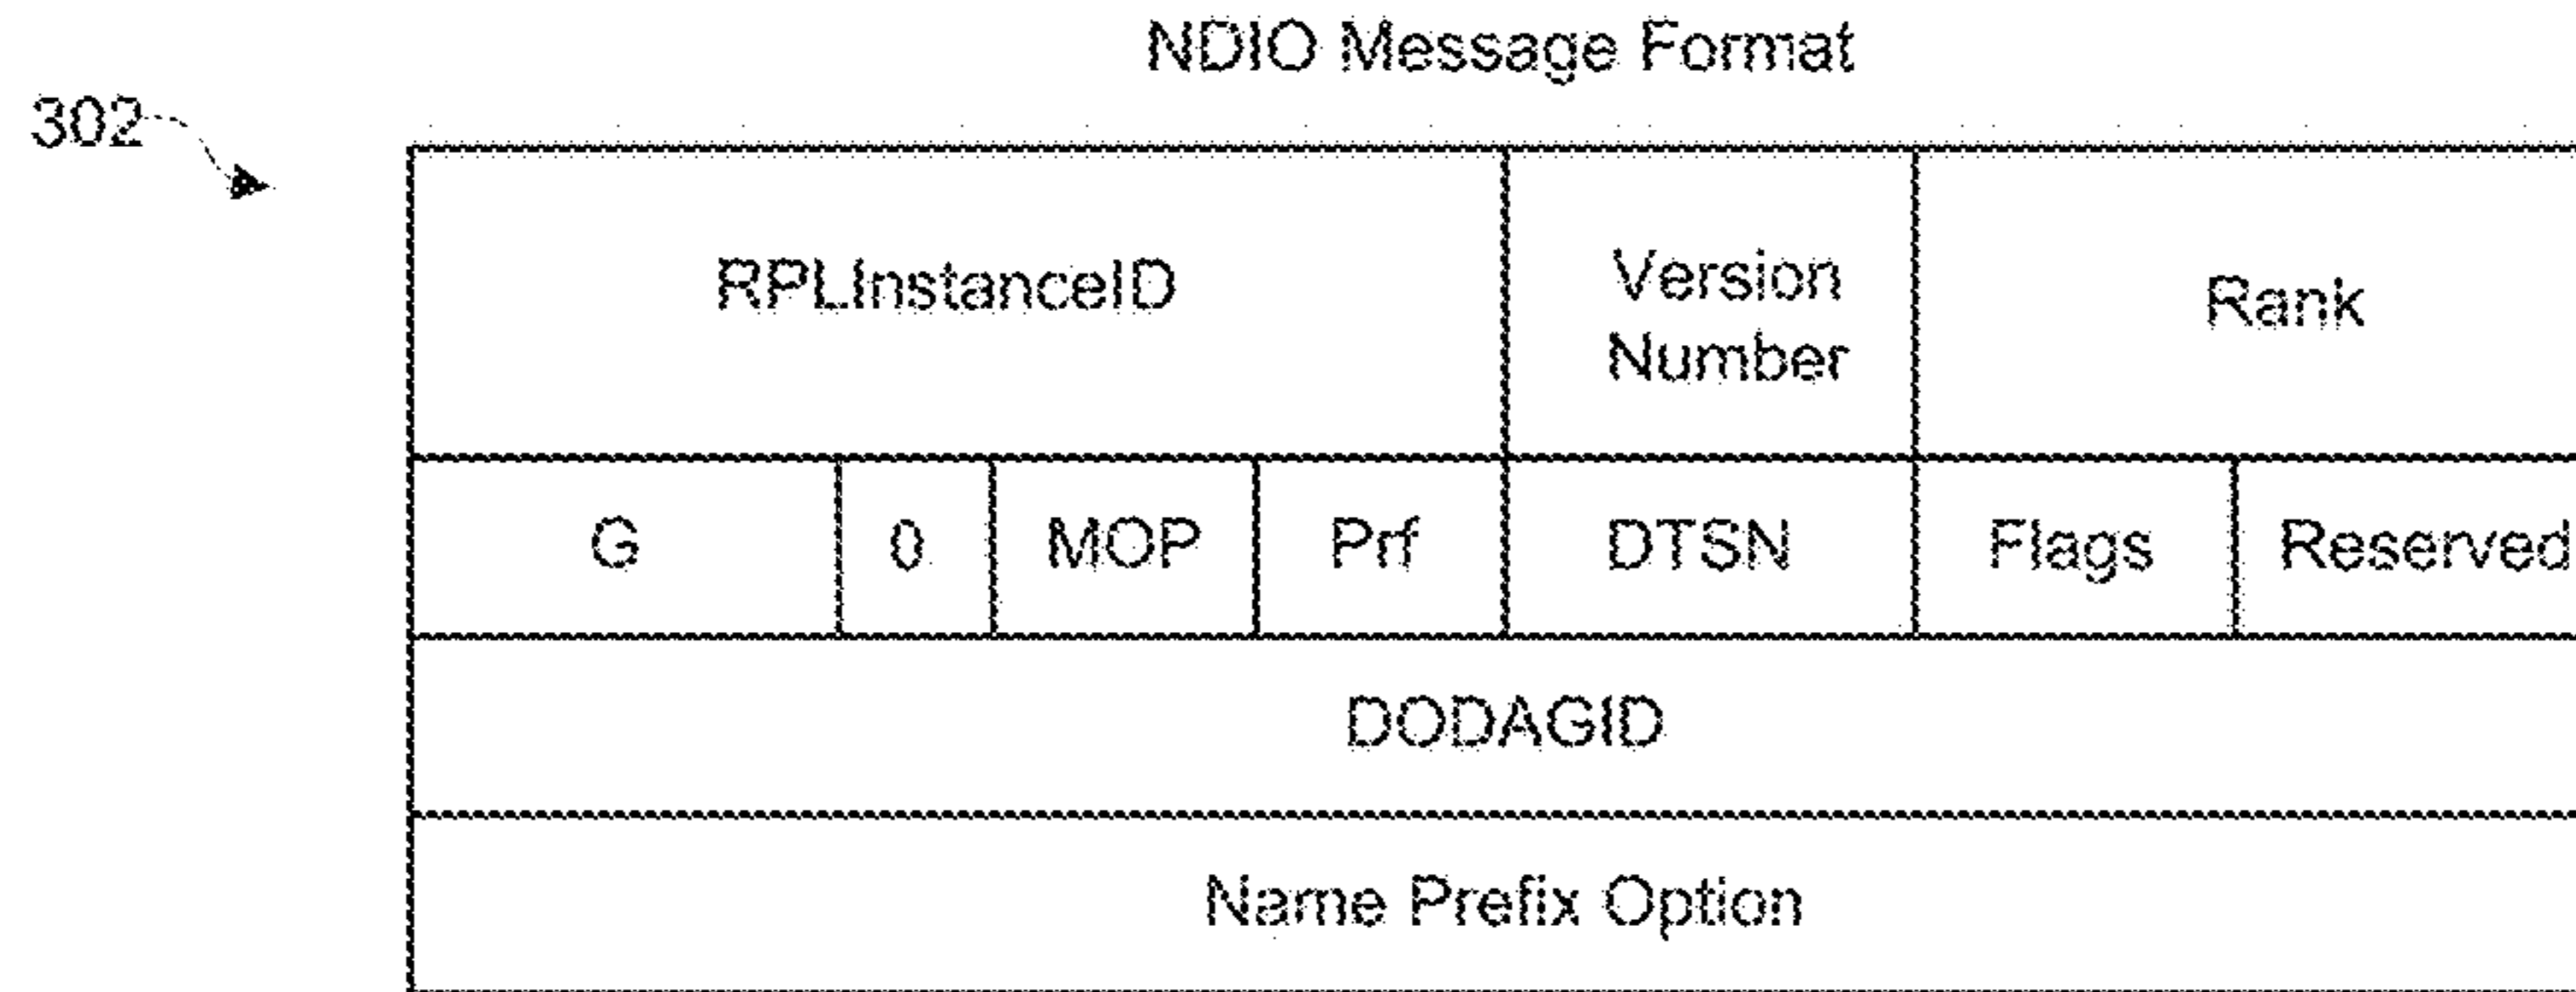 NDIO Message Format
302
RPLInstanceID
Version
Number
Rank
G 0 MOP Prf DTSN Flags Reserved
DODAGID
Name Prefix Option